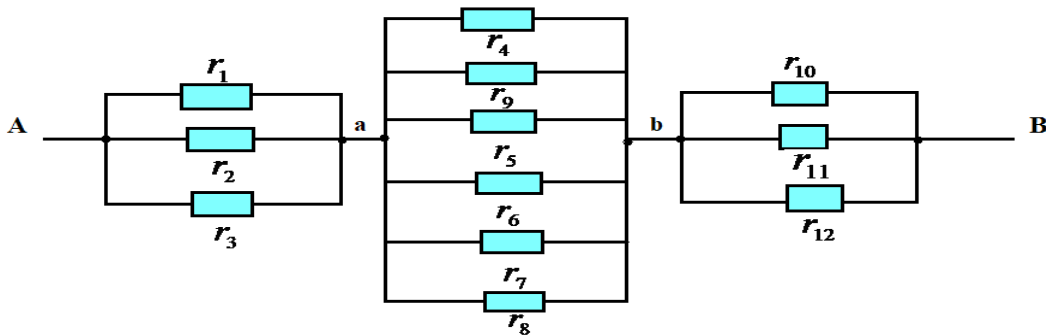 r₄
r₁
r₁₀
r₉
A a b B
r₂
r₅
r₁₁
r₃
r₆
r₁₂
r₇
r₈